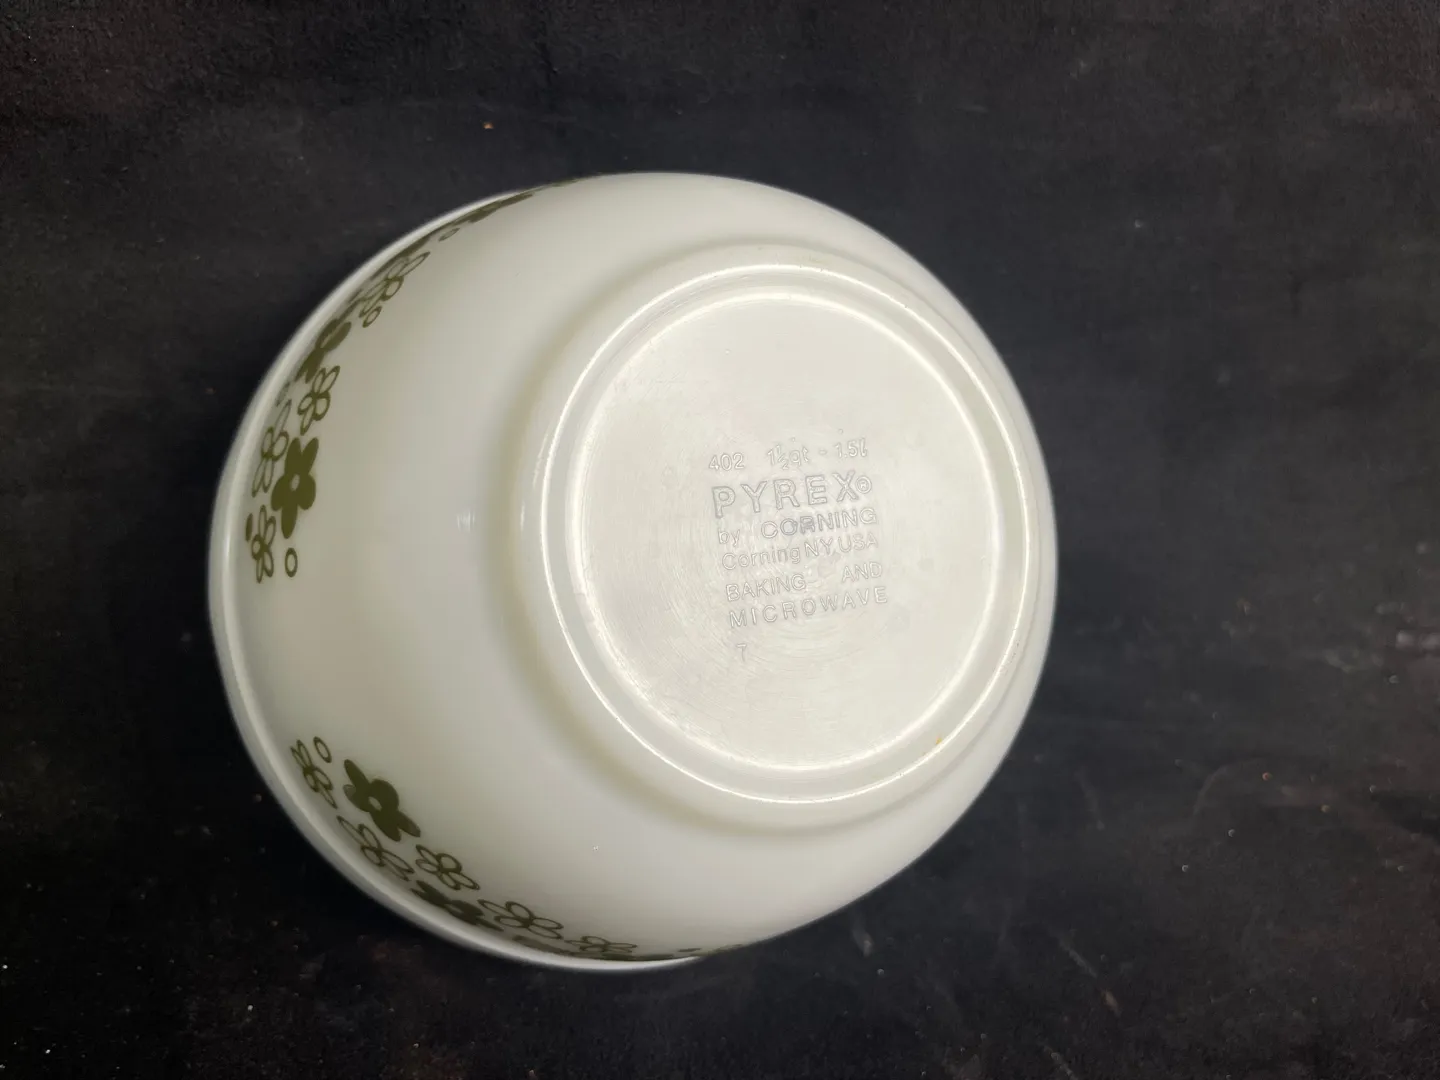 402 1½qt - 1.5ℓ
PYREX®
by CORNING
Corning NY, USA
BAKING AND
MICROWAVE
T